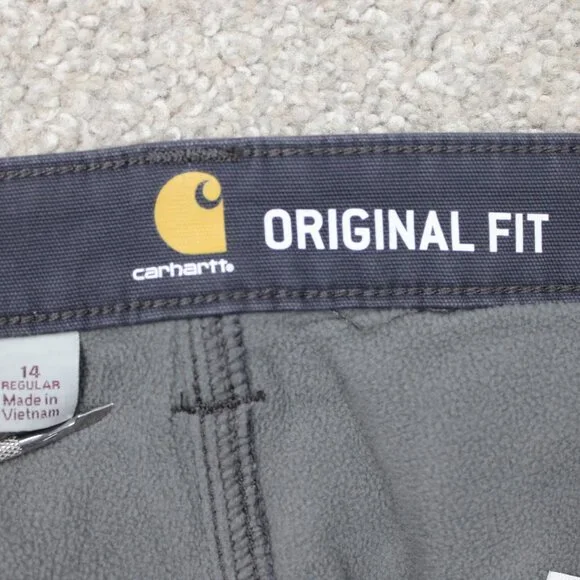 carhartt
ORIGINAL FIT
14
REGULAR
Made in
Vietnam